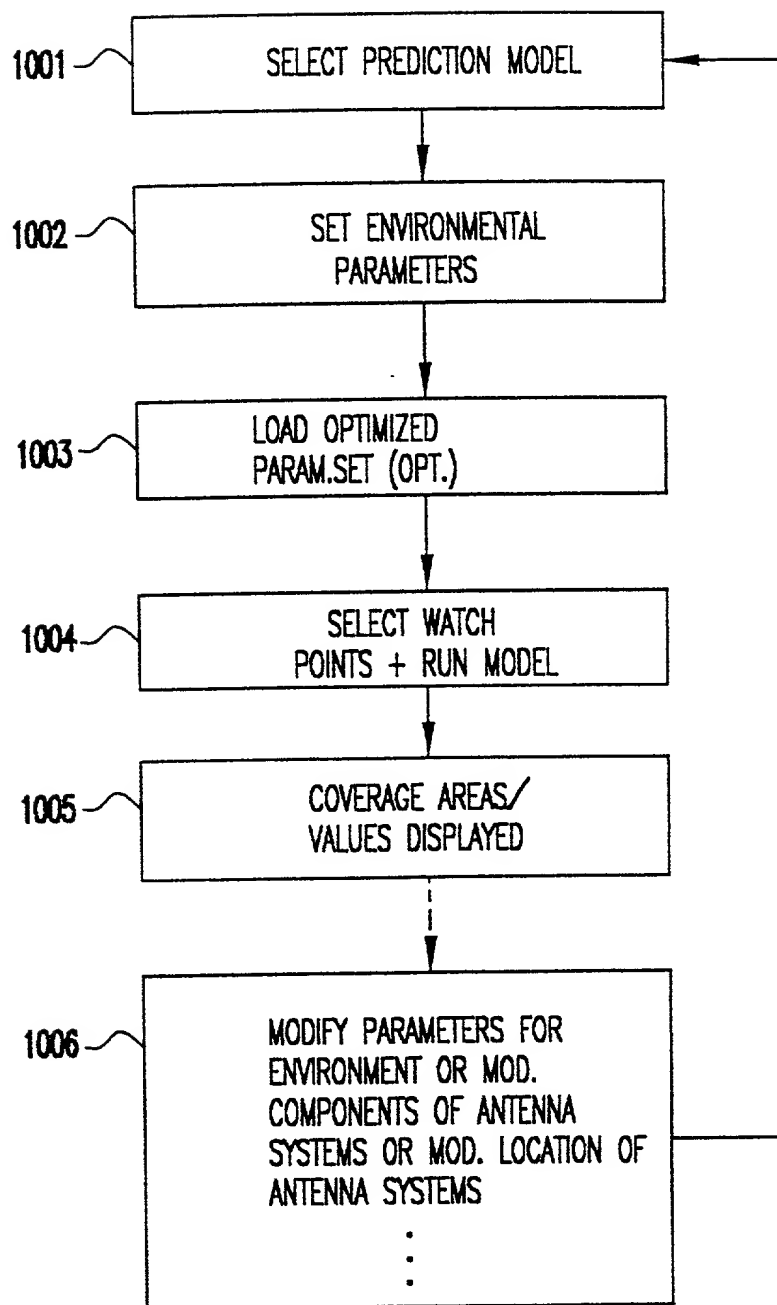 1001
SELECT PREDICTION MODEL
1002
SET ENVIRONMENTAL
PARAMETERS
1003
LOAD OPTIMIZED
PARAM.SET (OPT.)
1004
SELECT WATCH
POINTS + RUN MODEL
1005
COVERAGE AREAS/
VALUES DISPLAYED
1006
MODIFY PARAMETERS FOR
ENVIRONMENT OR MOD.
COMPONENTS OF ANTENNA
SYSTEMS OR MOD. LOCATION OF
ANTENNA SYSTEMS